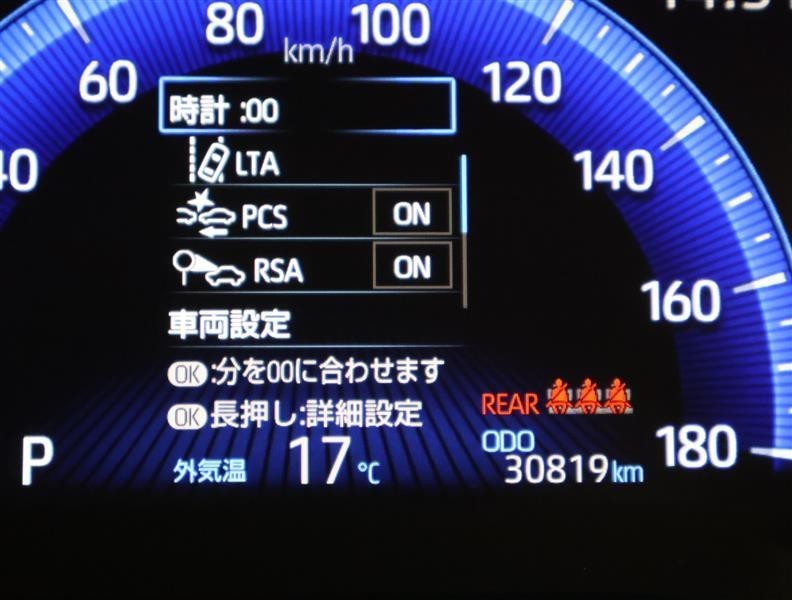 80 100
km/h
60 120
時計 :00
LTA
40 140
PCS ON
RSA ON
160
車両設定
OK :分を00に合わせます
OK 長押し:詳細設定
REAR
P 外気温 17 ℃
ODO
30819 km
180